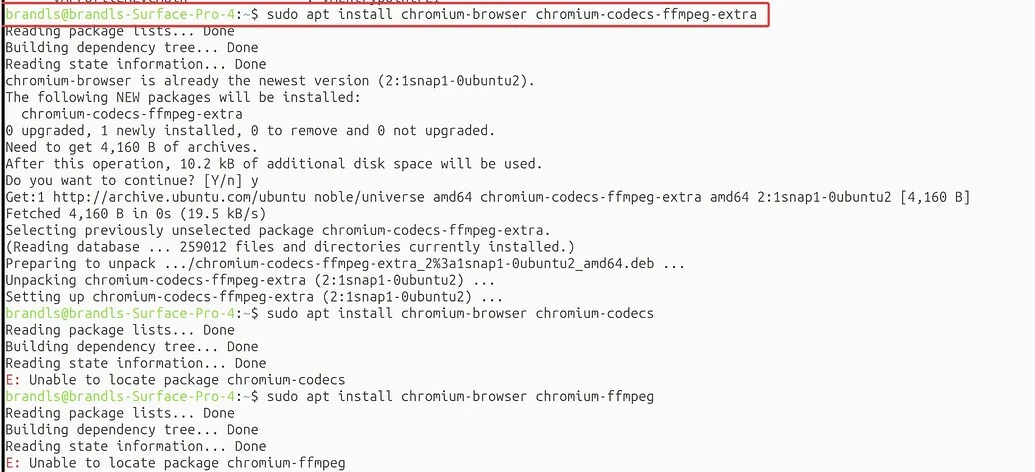 brandls@brandls-Surface-Pro-4:~$ sudo apt install chromium-browser chromium-codecs-ffmpeg-extra
Reading package lists... Done
Building dependency tree... Done
Reading state information... Done
chromium-browser is already the newest version (2:1snap1-0ubuntu2).
The following NEW packages will be installed:
  chromium-codecs-ffmpeg-extra
0 upgraded, 1 newly installed, 0 to remove and 0 not upgraded.
Need to get 4,160 B of archives.
After this operation, 10.2 kB of additional disk space will be used.
Do you want to continue? [Y/n] y
Get:1 http://archive.ubuntu.com/ubuntu noble/universe amd64 chromium-codecs-ffmpeg-extra amd64 2:1snap1-0ubuntu2 [4,160 B]
Fetched 4,160 B in 0s (19.5 kB/s)
Selecting previously unselected package chromium-codecs-ffmpeg-extra.
(Reading database ... 259012 files and directories currently installed.)
Preparing to unpack .../chromium-codecs-ffmpeg-extra_2%3a1snap1-0ubuntu2_amd64.deb ...
Unpacking chromium-codecs-ffmpeg-extra (2:1snap1-0ubuntu2) ...
Setting up chromium-codecs-ffmpeg-extra (2:1snap1-0ubuntu2) ...
brandls@brandls-Surface-Pro-4:~$ sudo apt install chromium-browser chromium-codecs
Reading package lists... Done
Building dependency tree... Done
Reading state information... Done
E: Unable to locate package chromium-codecs
brandls@brandls-Surface-Pro-4:~$ sudo apt install chromium-browser chromium-ffmpeg
Reading package lists... Done
Building dependency tree... Done
Reading state information... Done
E: Unable to locate package chromium-ffmpeg